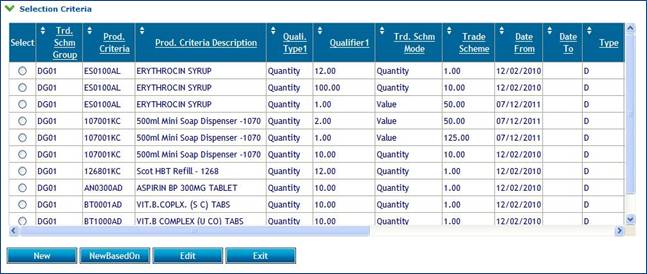 Selection Criteria
Select Trd. Schm Group Prod. Criteria Prod. Criteria Description Quali. Type1 Qualifier1 Trd. Schm Mode Trade Scheme Date From Date To Type
DG01 ES0100AL ERYTHROCIN SYRUP Quantity 12.00 Quantity 1.00 12/02/2010 D
DG01 ES0100AL ERYTHROCIN SYRUP Quantity 100.00 Quantity 10.00 12/02/2010 D
DG01 ES0100AL ERYTHROCIN SYRUP Quantity 1.00 Value 50.00 07/12/2011 D
DG01 107001KC 500ml Mini Soap Dispenser -1070 Quantity 2.00 Value 50.00 07/12/2011 D
DG01 107001KC 500ml Mini Soap Dispenser -1070 Quantity 1.00 Value 125.00 07/12/2011 D
DG01 107001KC 500ml Mini Soap Dispenser -1070 Quantity 10.00 Quantity 10.00 12/02/2010 D
DG01 126801KC Scot HBT Refill - 1268 Quantity 10.00 Quantity 1.00 12/02/2010 D
DG01 AN0300AD ASPIRIN BP 300MG TABLET Quantity 10.00 Quantity 1.00 12/02/2010 D
DG01 BT0001AD VIT.B.COPLX. (S C) TABS Quantity 10.00 Quantity 1.00 12/02/2010 D
DG01 BT1000AD VIT.B COMPLEX (U CO) TABS Quantity 10.00 Quantity 1.00 12/02/2010 D
New NewBasedOn Edit Exit